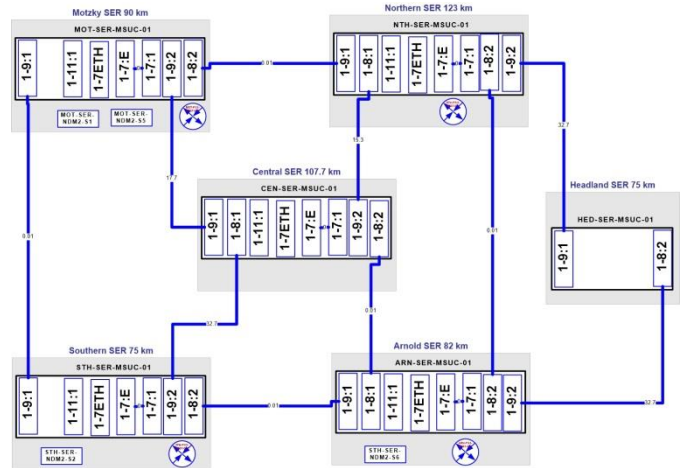 Motzky SER 90 km
MOT-SER-MSUC-01
1-9:1
1-11:1
1-7ETH
1-7:E
1-7:1
1-9:2
1-8:2
MOT-SER-
NDM2-S1
MOT-SER-
NDM2-S5
Northern SER 123 km
NTH-SER-MSUC-01
1-9:1
1-8:1
1-11:1
1-7ETH
1-7:E
1-7:1
1-8:2
1-9:2
0.01
0.01
17.7
15.3
0.01
32.7
Central SER 107.7 km
CEN-SER-MSUC-01
1-9:1
1-8:1
1-11:1
1-7ETH
1-7:E
1-7:1
1-9:2
1-8:2
Headland SER 75 km
HED-SER-MSUC-01
1-9:1
1-8:2
32.7
0.01
Southern SER 75 km
STH-SER-MSUC-01
1-9:1
1-11:1
1-7ETH
1-7:E
1-7:1
1-9:2
1-8:2
STH-SER-
NDM2-S2
0.01
Arnold SER 82 km
ARN-SER-MSUC-01
1-9:1
1-8:1
1-11:1
1-7ETH
1-7:E
1-7:1
1-8:2
1-9:2
STH-SER-
NDM2-S6
32.7